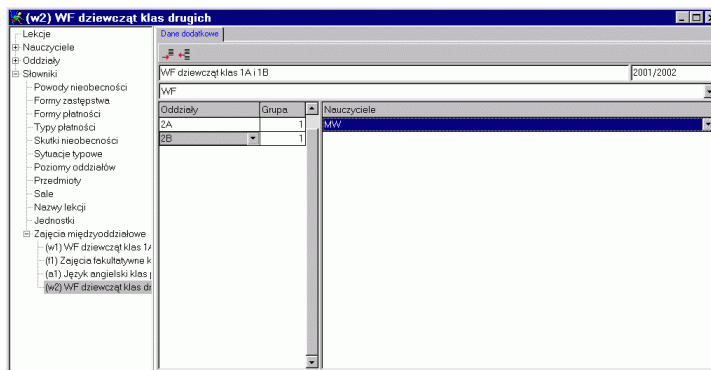 (w2) WF dziewcząt klas drugich
Lekcje
Nauczyciele
Oddziały
Słowniki
Powody nieobecności
Formy zastępstwa
Formy płatności
Typy płatności
Skutki nieobecności
Sytuacje typowe
Poziomy oddziałów
Przedmioty
Sale
Nazwy lekcji
Jednostki
Zajęcia międzyoddziałowe
(w1) WF dziewcząt klas 1A
(f1) Zajęcia fakultatywne k
(a1) Język angielski klas p
(w2) WF dziewcząt klas dr
Dane dodatkowe
WF dziewcząt klas 1A i 1B 2001/2002
WF
Oddziały Grupa Nauczyciele
2A 1 MW
2B 1